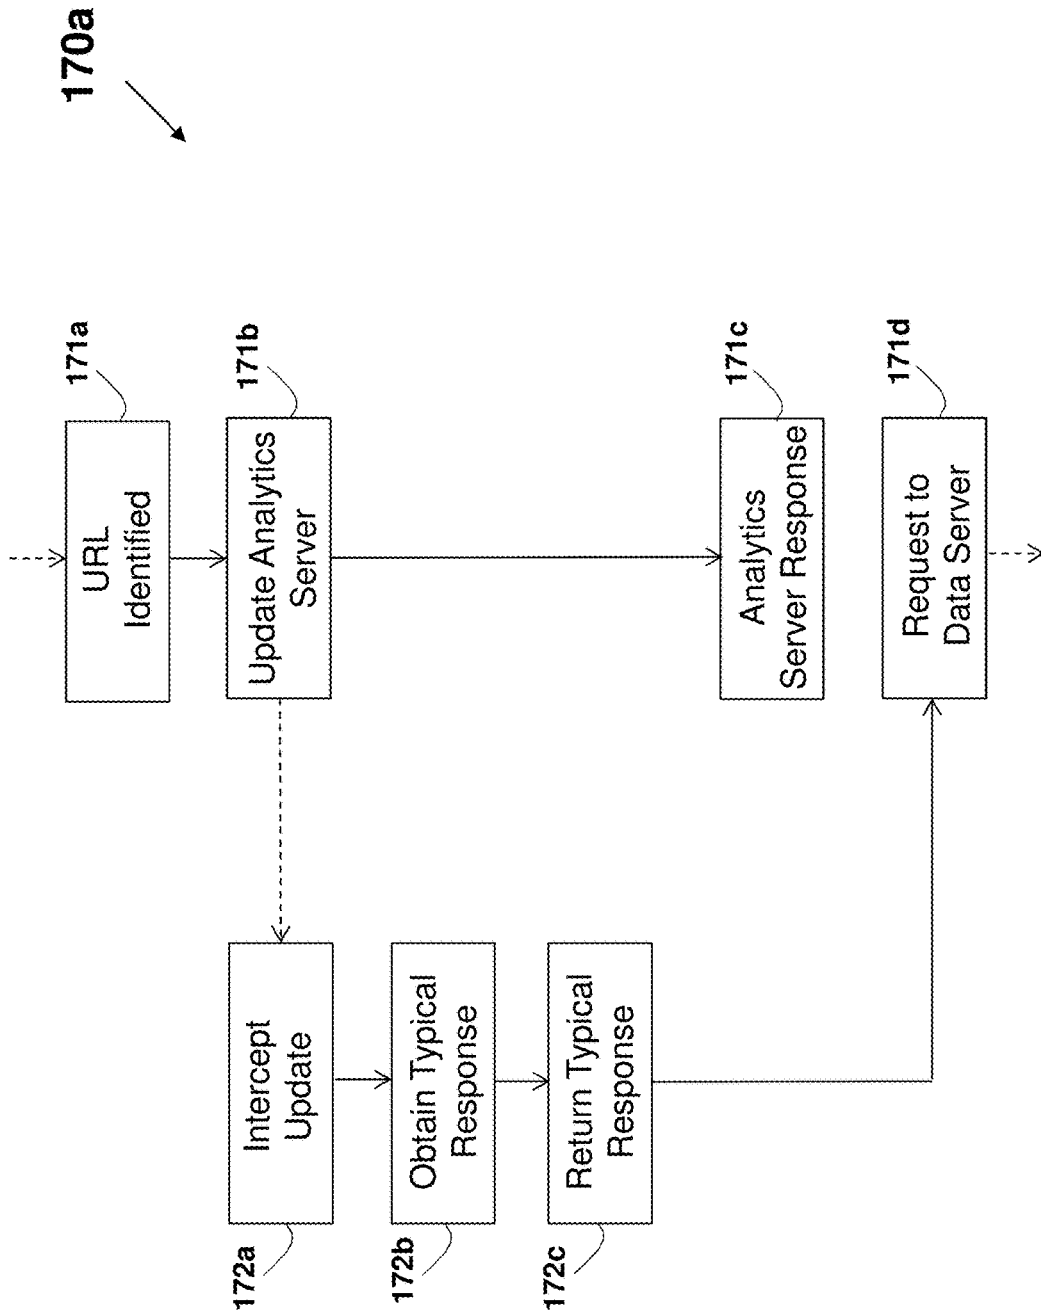 170a
171a
URL
Identified
171b
Update Analytics
Server
171c
Analytics
Server Response
171d
Request to
Data Server
172a
Intercept
Update
172b
Obtain Typical
Response
172c
Return Typical
Response